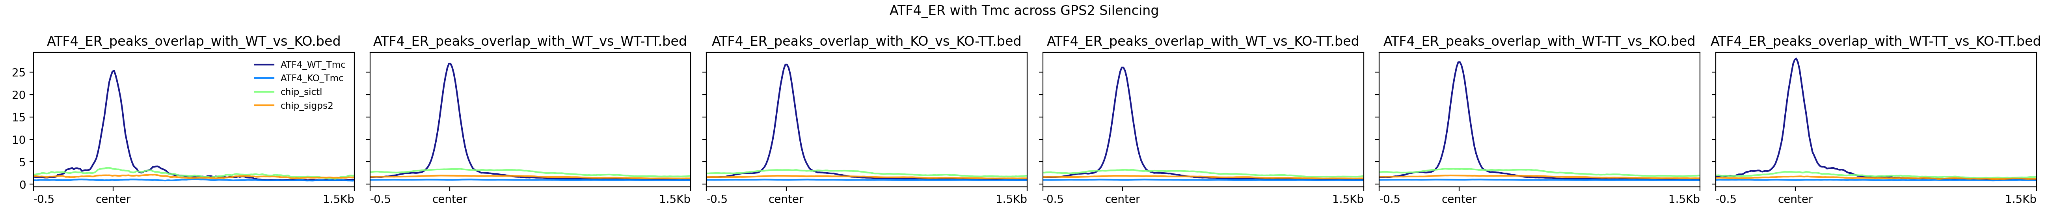 ATF4_ER with Tmc across GPS2 Silencing
ATF4_ER_peaks_overlap_with_WT_vs_KO.bed
ATF4_ER_peaks_overlap_with_WT_vs_WT-TT.bed
ATF4_ER_peaks_overlap_with_KO_vs_KO-TT.bed
ATF4_ER_peaks_overlap_with_WT_vs_KO-TT.bed
ATF4_ER_peaks_overlap_with_WT-TT_vs_KO.bed
ATF4_ER_peaks_overlap_with_WT-TT_vs_KO-TT.bed
25
20
15
10
5
0
ATF4_WT_Tmc
ATF4_KO_Tmc
chip_sictl
chip_sigps2
-0.5 center 1.5Kb
-0.5 center 1.5Kb
-0.5 center 1.5Kb
-0.5 center 1.5Kb
-0.5 center 1.5Kb
-0.5 center 1.5Kb